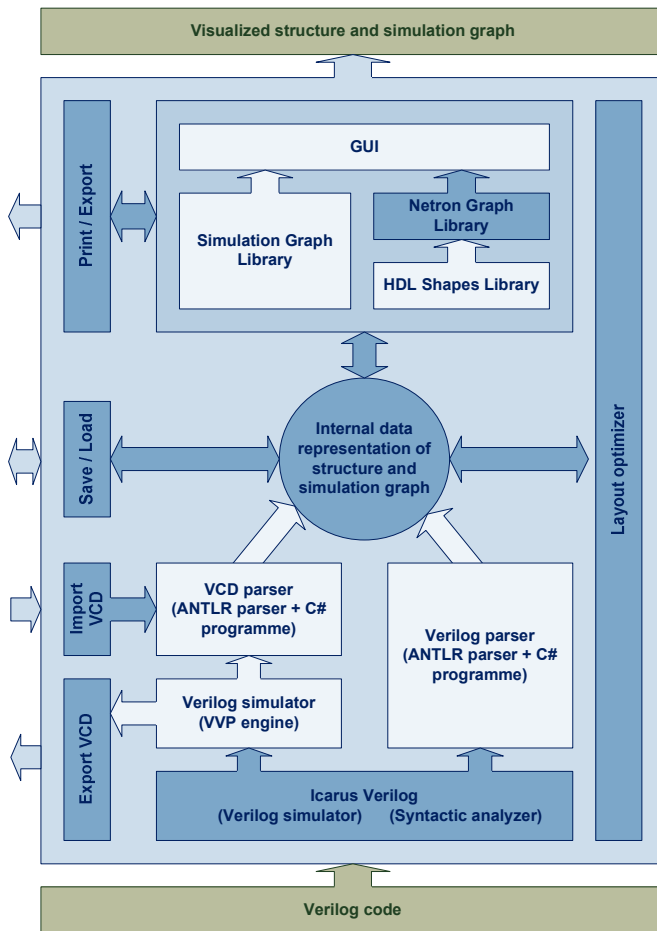 Visualized structure and simulation graph
Print / Export
GUI
Simulation Graph
Library
Netron Graph
Library
HDL Shapes Library
Layout optimizer
Save / Load
Internal data
representation of
structure and
simulation graph
Import
VCD
VCD parser
(ANTLR parser + C#
programme)
Verilog parser
(ANTLR parser + C#
programme)
Export VCD
Verilog simulator
(VVP engine)
Icarus Verilog
(Verilog simulator) (Syntactic analyzer)
Verilog code